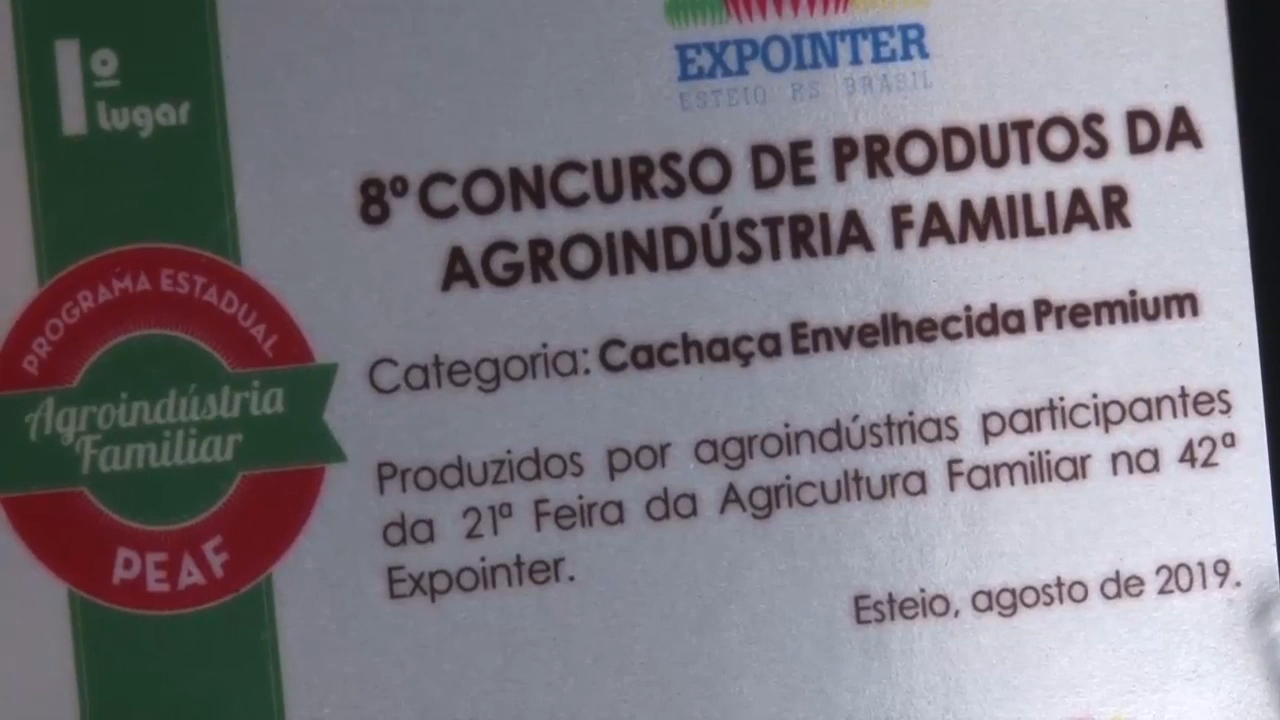 1º
lugar
EXPOINTER
ESTEIO RS BRASIL
8º CONCURSO DE PRODUTOS DA
AGROINDÚSTRIA FAMILIAR
Categoria: Cachaça Envelhecida Premium
Produzidos por agroindústrias participantes
da 21ª Feira da Agricultura Familiar na 42ª
Expointer.
Esteio, agosto de 2019.
PROGRAMA ESTADUAL
Agroindústria
Familiar
PEAF